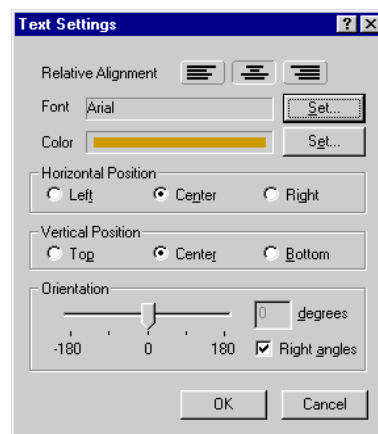 Text Settings
Relative Alignment
Font Arial Set...
Color Set...
Horizontal Position
Left Center Right
Vertical Position
Top Center Bottom
Orientation
0 degrees
-180 0 180 Right angles
OK Cancel